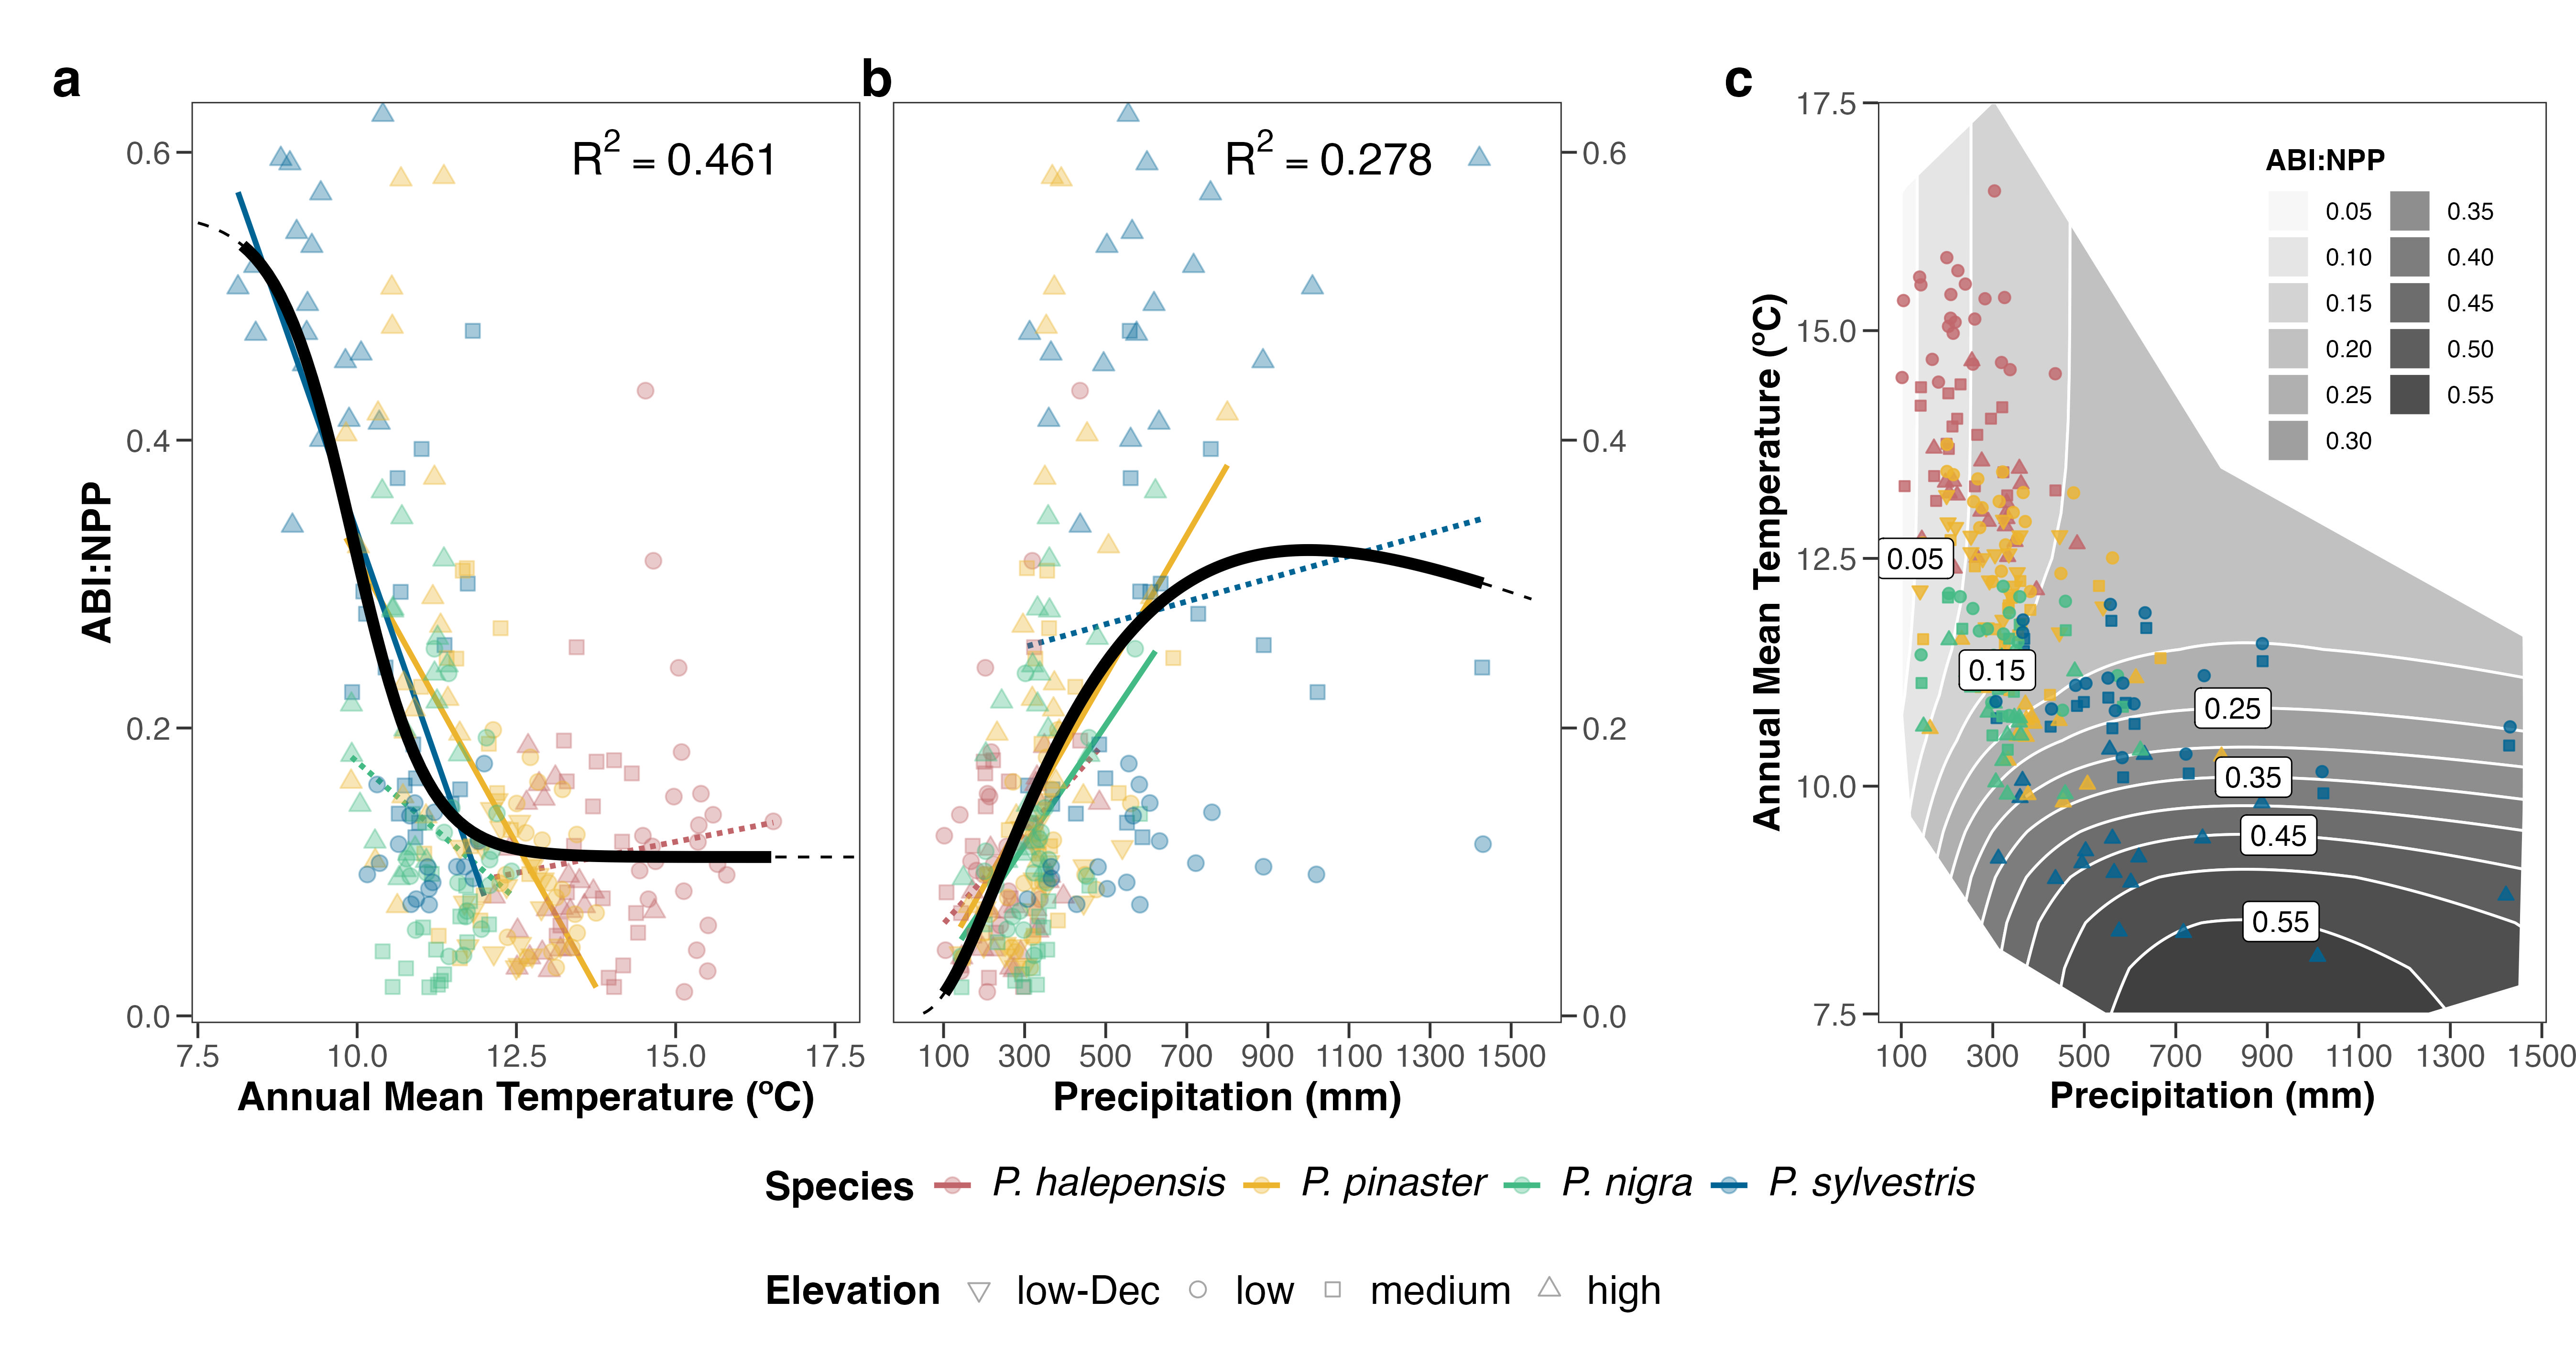 a
b
c
R² = 0.461
R² = 0.278
ABI:NPP
0.6
0.4
0.2
0.0
7.5 10.0 12.5 15.0 17.5
Annual Mean Temperature (ºC)
0.6
0.4
0.2
0.0
100 300 500 700 900 1100 1300 1500
Precipitation (mm)
Annual Mean Temperature (ºC)
17.5
15.0
12.5
10.0
7.5
ABI:NPP
0.05 0.35
0.10 0.40
0.15 0.45
0.20 0.50
0.25 0.55
0.30
0.05
0.15
0.25
0.35
0.45
0.55
100 300 500 700 900 1100 1300 1500
Precipitation (mm)
Species P. halepensis P. pinaster P. nigra P. sylvestris
Elevation low-Dec low medium high